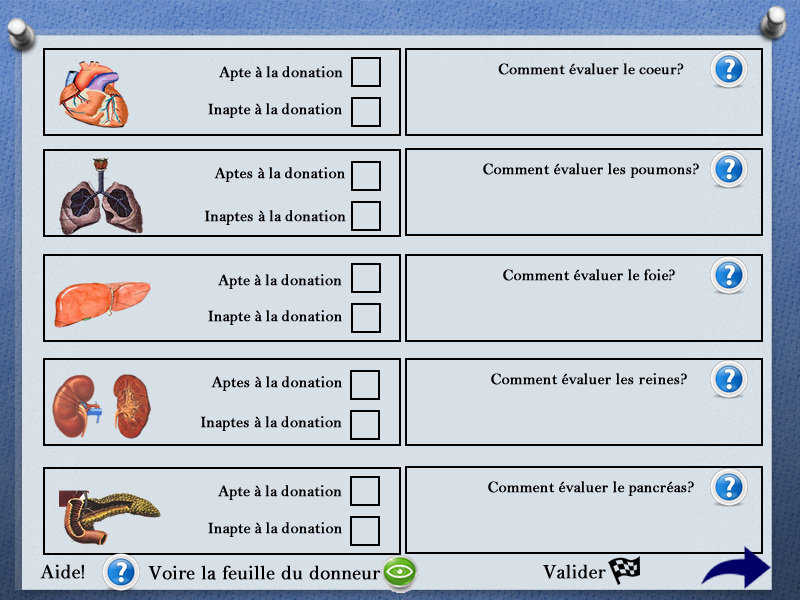 Apte à la donation
Inapte à la donation
Comment évaluer le coeur?
Aptes à la donation
Inaptes à la donation
Comment évaluer les poumons?
Apte à la donation
Inapte à la donation
Comment évaluer le foie?
Aptes à la donation
Inaptes à la donation
Comment évaluer les reines?
Apte à la donation
Inapte à la donation
Comment évaluer le pancréas?
Aide!
Voire la feuille du donneur
Valider